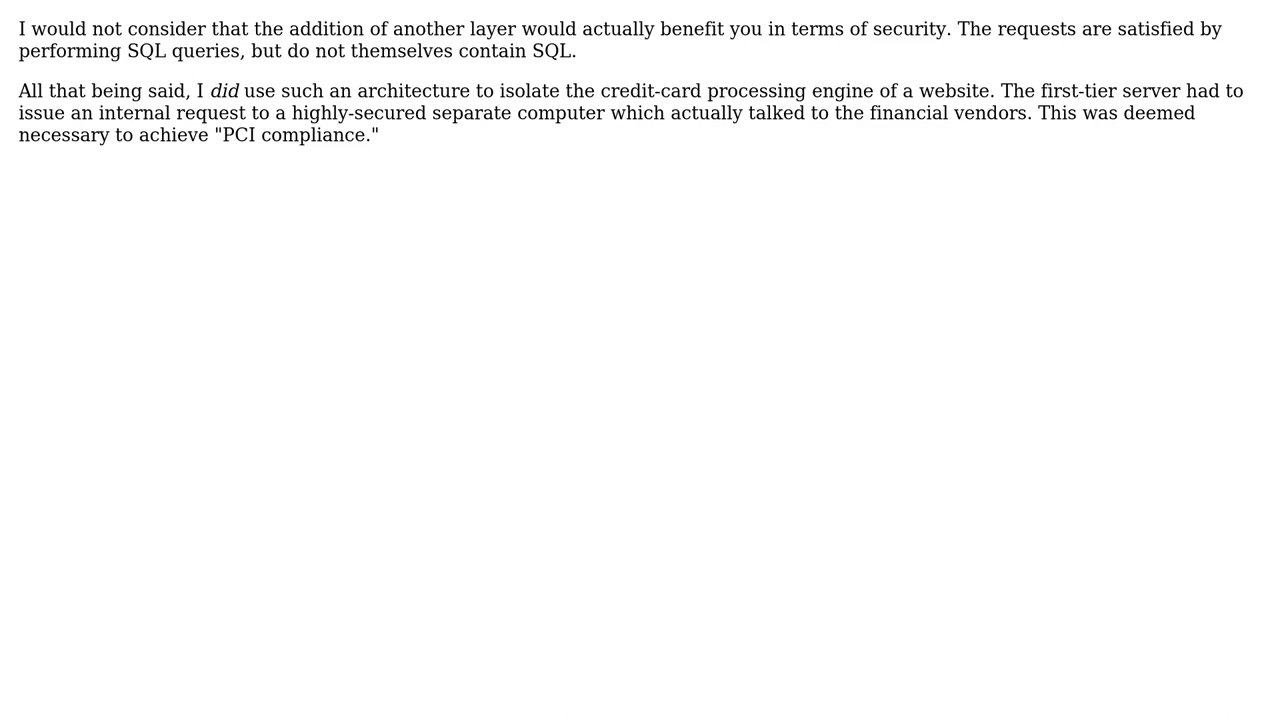 I would not consider that the addition of another layer would actually benefit you in terms of security. The requests are satisfied by
performing SQL queries, but do not themselves contain SQL.
All that being said, I did use such an architecture to isolate the credit-card processing engine of a website. The first-tier server had to
issue an internal request to a highly-secured separate computer which actually talked to the financial vendors. This was deemed
necessary to achieve "PCI compliance."